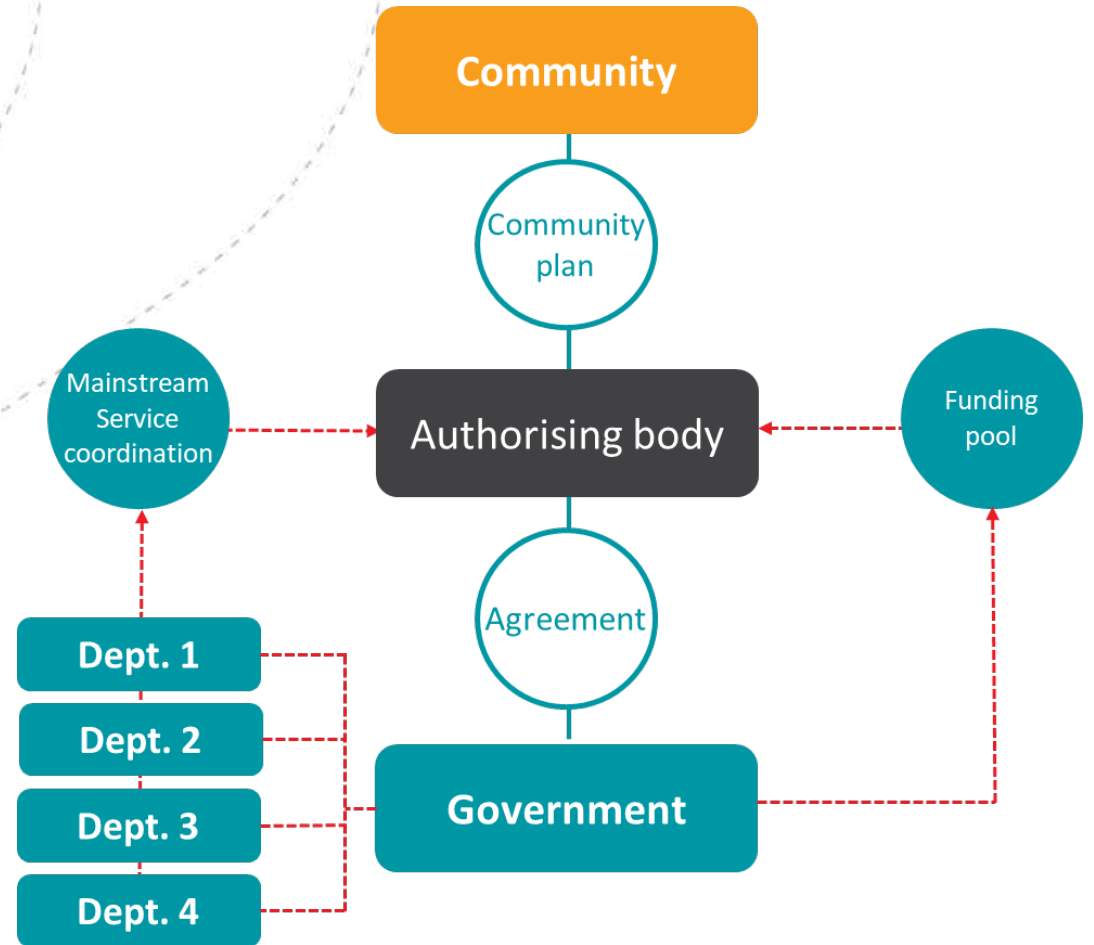 Community
Community
plan
Mainstream
Service
coordination
Authorising body
Funding
pool
Agreement
Dept. 1
Dept. 2
Dept. 3
Dept. 4
Government